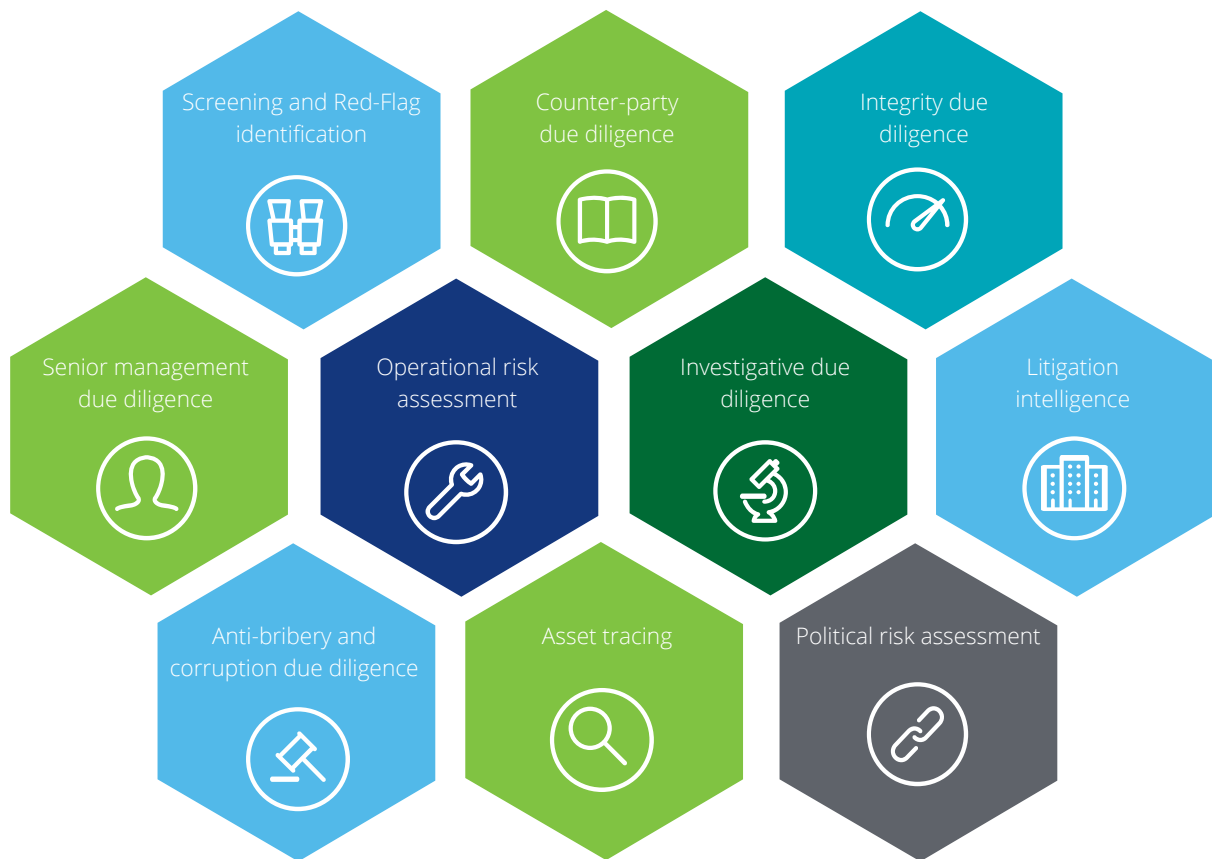 Screening and Red-Flag
identification
Counter-party
due diligence
Integrity due
diligence
Senior management
due diligence
Operational risk
assessment
Investigative due
diligence
Litigation
intelligence
Anti-bribery and
corruption due diligence
Asset tracing
Political risk assessment